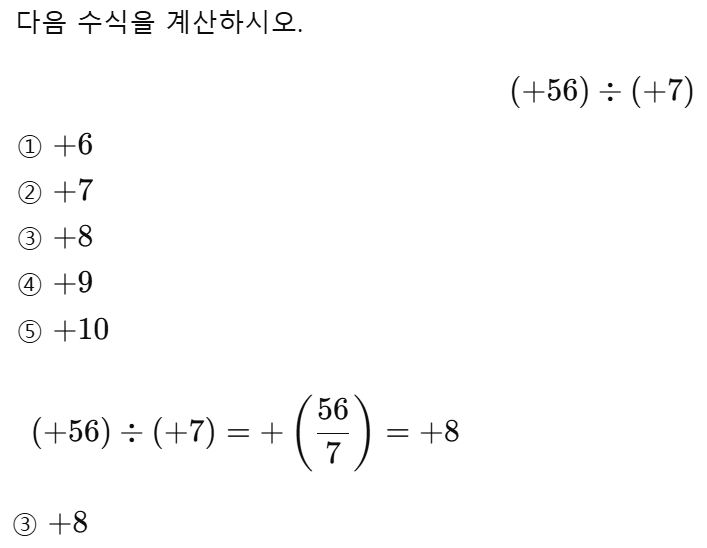 다음 수식을 계산하시오.
(+56) ÷ (+7)
① +6
② +7
③ +8
④ +9
⑤ +10
(+56) ÷ (+7) = + (56/7) = +8
③ +8